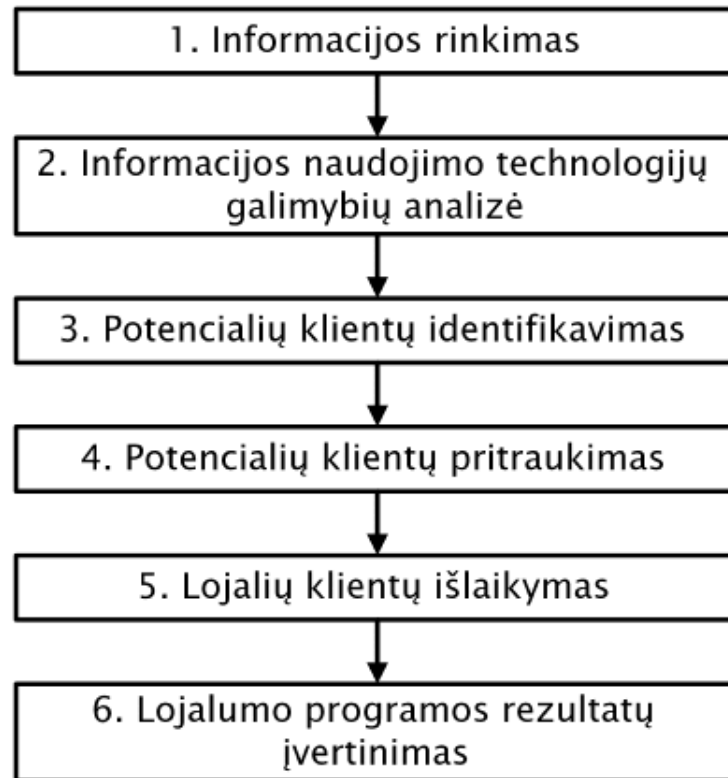 1. Informacijos rinkimas
2. Informacijos naudojimo technologijų
galimybių analizė
3. Potencialių klientų identifikavimas
4. Potencialių klientų pritraukimas
5. Lojalių klientų išlaikymas
6. Lojalumo programos rezultatų
įvertinimas